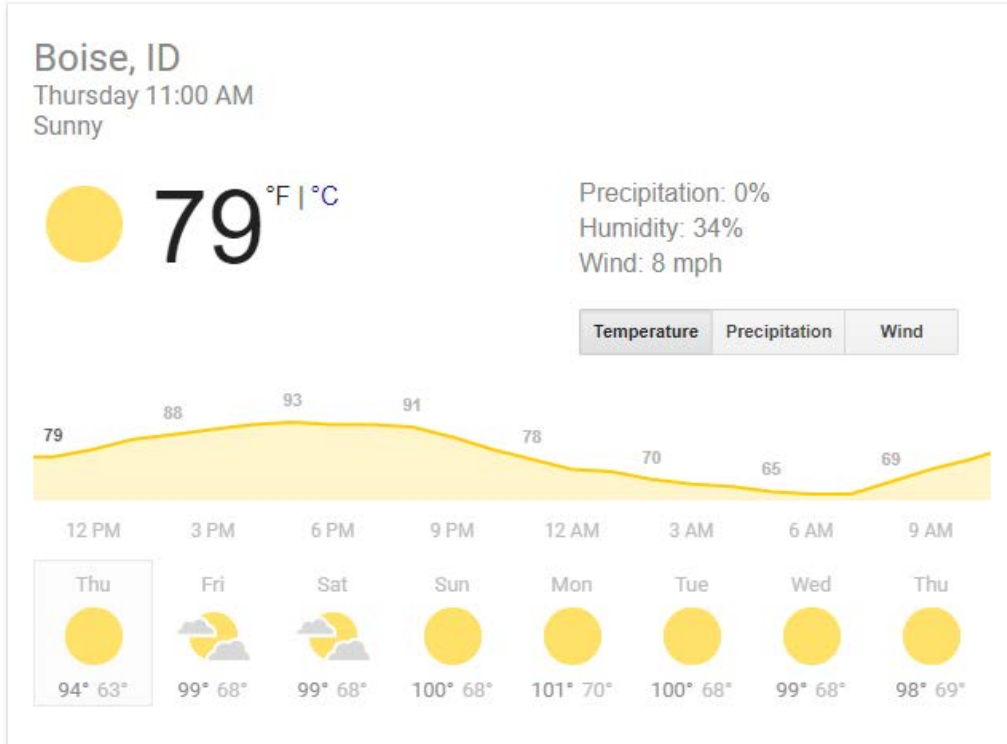 Boise, ID
Thursday 11:00 AM
Sunny
79 °F | °C
Precipitation: 0%
Humidity: 34%
Wind: 8 mph
Temperature Precipitation Wind
79 88 93 91 78 70 65 69
12 PM 3 PM 6 PM 9 PM 12 AM 3 AM 6 AM 9 AM
Thu Fri Sat Sun Mon Tue Wed Thu
94° 63° 99° 68° 99° 68° 100° 68° 101° 70° 100° 68° 99° 68° 98° 69°